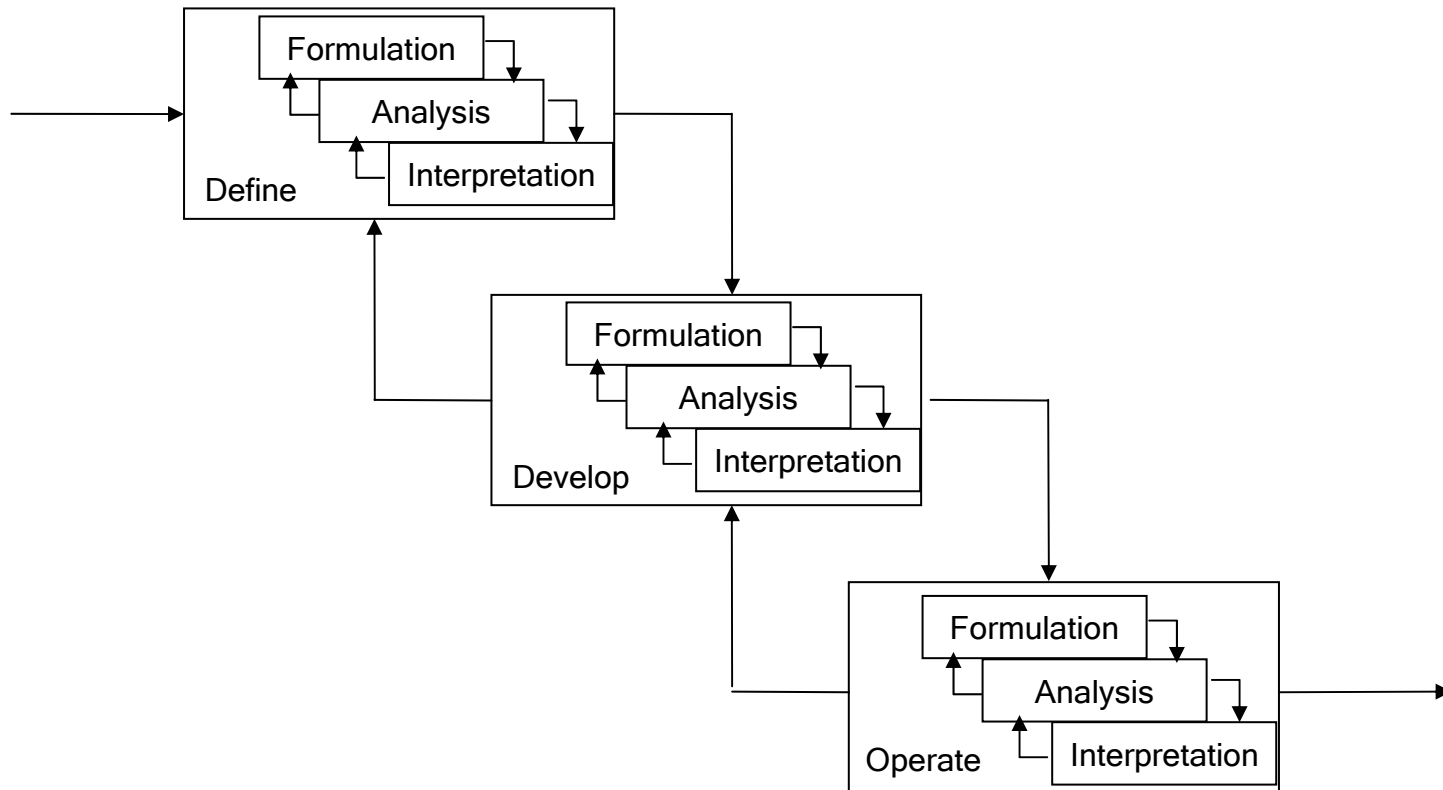 Formulation
Analysis
Interpretation
Define
Formulation
Analysis
Interpretation
Develop
Formulation
Analysis
Interpretation
Operate